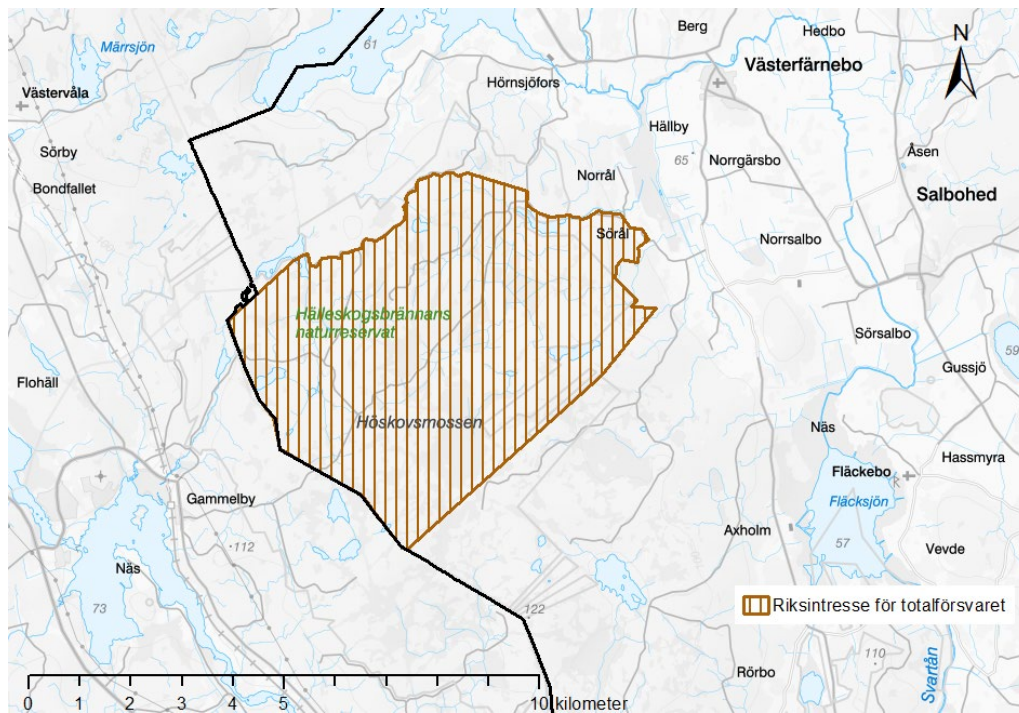 Märrsjön
61
Berg
Hedbo
N
Västerfärnebo
Hörnsjöfors
Västervåla
Sörby
Hällby
Åsen
65
Norrgärsbo
Bondfallet
Norrål
Salbohed
Sörål
Norrsalbo
Hälleskogsbrännans
naturreservat
Sörsalbo
59
Gussjö
Flohäll
Höskovsmossen
Näs
Hassmyra
Fläckebo
Gammelby
Fläcksjön
Axholm
112
57
Vevde
Näs
73
122
Riksintresse för totalförsvaret
110
Rörbo
Svartån
0 1 2 3 4 5 10 kilometer